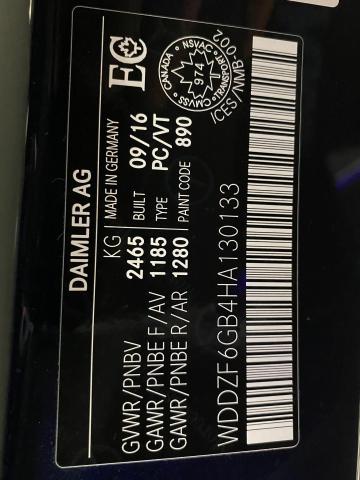 DAIMLER AG
KG | MADE IN GERMANY
GVWR/PNBV 2465 BUILT 09/16
GAWR/PNBE F/AV 1185 TYPE PC/VT
GAWR/PNBE R/AR 1280 PAINT CODE 890
WDDZF6GB4HA130133
EC
CANADA
NSVAC
974
TRANSPORT
CMVSS
ICES/NMB-002